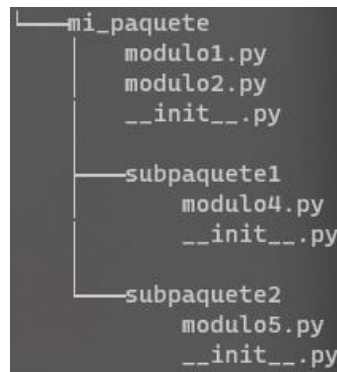 mi_paquete
modulo1.py
modulo2.py
__init__.py
subpaquete1
modulo4.py
__init__.py
subpaquete2
modulo5.py
__init__.py